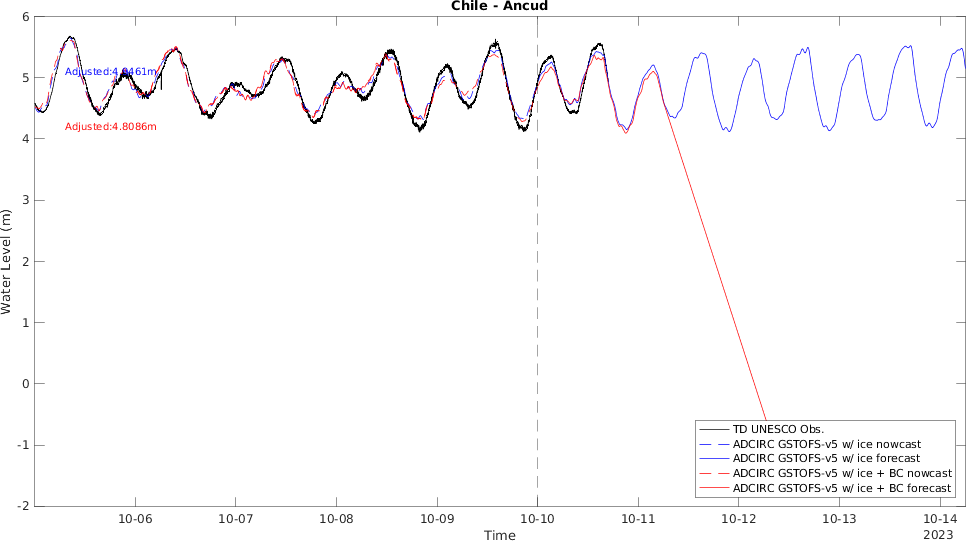 Chile - Ancud
6
5
4
3
2
1
0
-1
-2
Water Level (m)
Adjusted:4.8086m
TD UNESCO Obs.
ADCIRC GSTOFS-v5 w/ ice nowcast
ADCIRC GSTOFS-v5 w/ ice forecast
ADCIRC GSTOFS-v5 w/ ice + BC nowcast
ADCIRC GSTOFS-v5 w/ ice + BC forecast
10-06 10-07 10-08 10-09 10-10 10-11 10-12 10-13 10-14
Time
2023